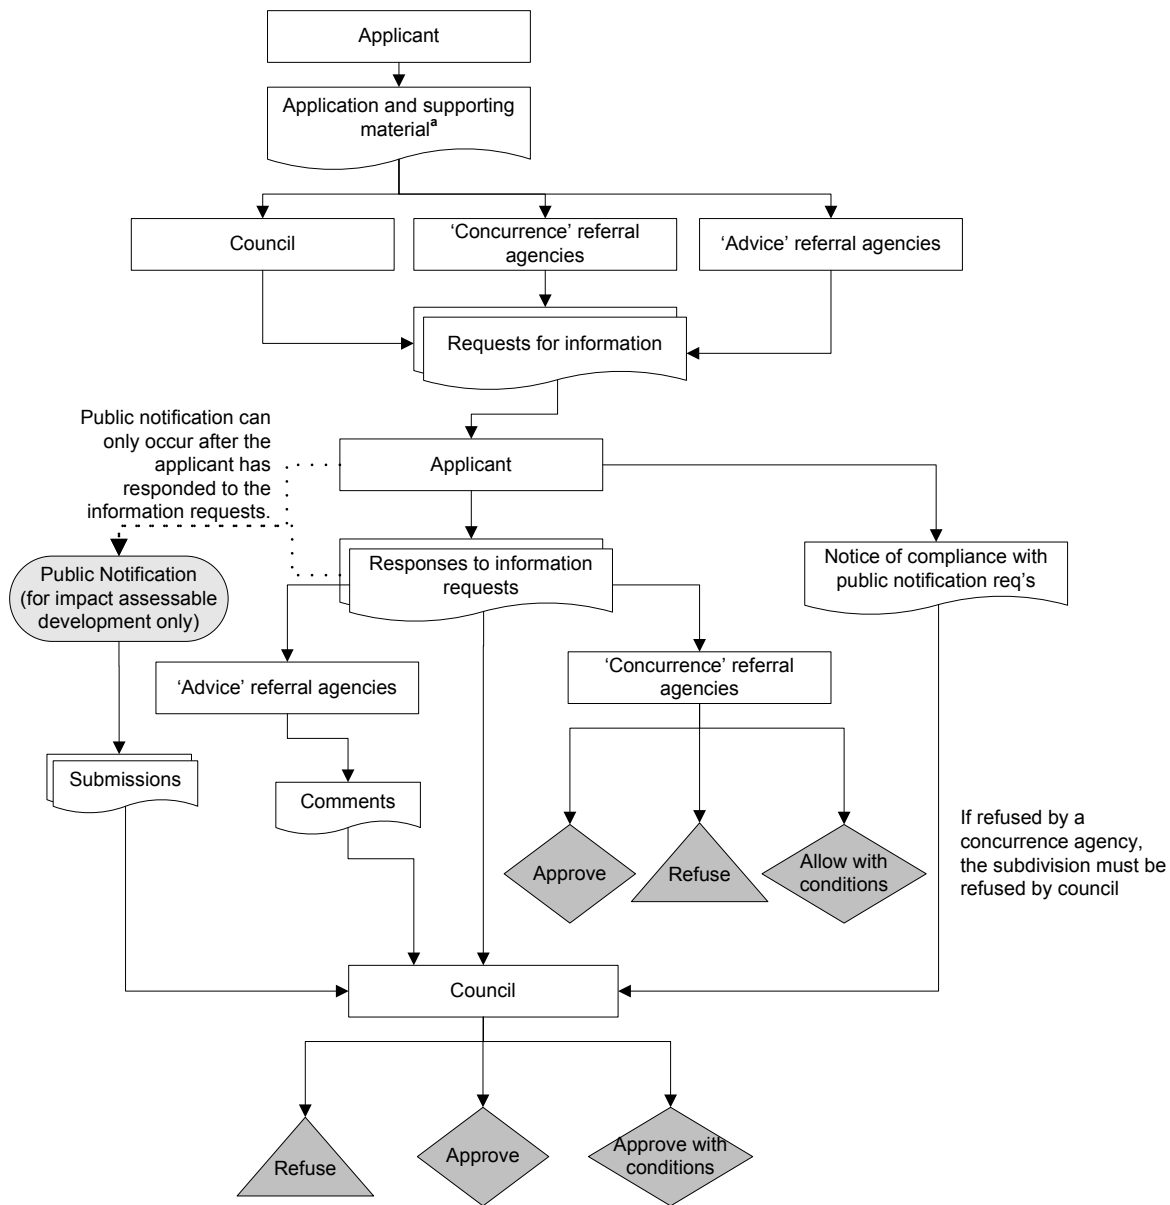 Applicant
Application and supporting
materialᵃ
Council
‘Concurrence’ referral
agencies
‘Advice’ referral agencies
Requests for information
Public notification can
only occur after the
applicant has
responded to the
information requests.
Applicant
Public Notification
(for impact assessable
development only)
Responses to information
requests
Notice of compliance with
public notification req’s
‘Advice’ referral agencies
‘Concurrence’ referral
agencies
Submissions
Comments
Approve
Refuse
Allow with
conditions
If refused by a
concurrence agency,
the subdivision must be
refused by council
Council
Refuse
Approve
Approve with
conditions